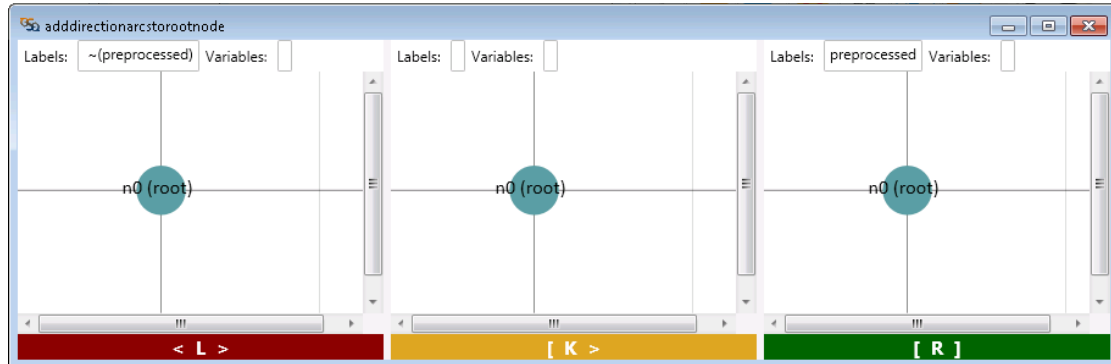 adddirectionarcstorootnode
Labels: ~(preprocessed) Variables:
Labels: Variables:
Labels: preprocessed Variables:
n0 (root)
n0 (root)
n0 (root)
< L >
[ K >
[ R ]